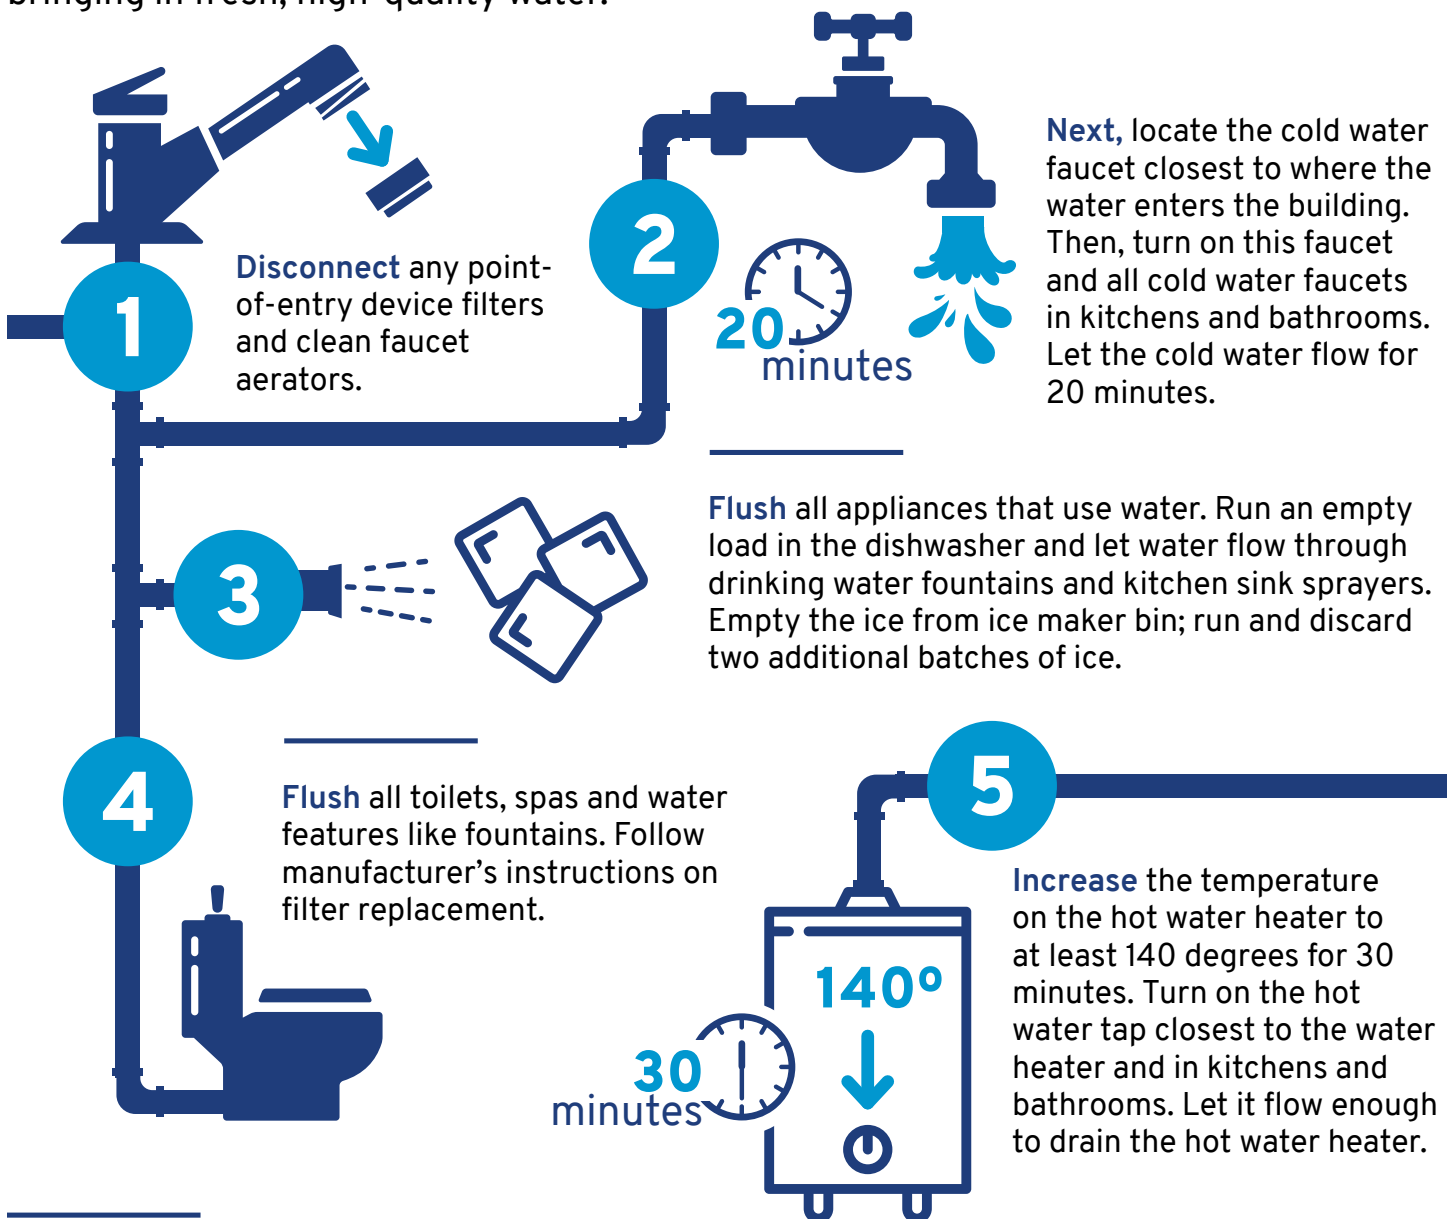 bringing in fresh, high-quality water.
1
Disconnect any point-
of-entry device filters
and clean faucet
aerators.
2
20
minutes
Next, locate the cold water
faucet closest to where the
water enters the building.
Then, turn on this faucet
and all cold water faucets
in kitchens and bathrooms.
Let the cold water flow for
20 minutes.
3
Flush all appliances that use water. Run an empty
load in the dishwasher and let water flow through
drinking water fountains and kitchen sink sprayers.
Empty the ice from ice maker bin; run and discard
two additional batches of ice.
4
Flush all toilets, spas and water
features like fountains. Follow
manufacturer’s instructions on
filter replacement.
5
140º
30
minutes
Increase the temperature
on the hot water heater to
at least 140 degrees for 30
minutes. Turn on the hot
water tap closest to the water
heater and in kitchens and
bathrooms. Let it flow enough
to drain the hot water heater.